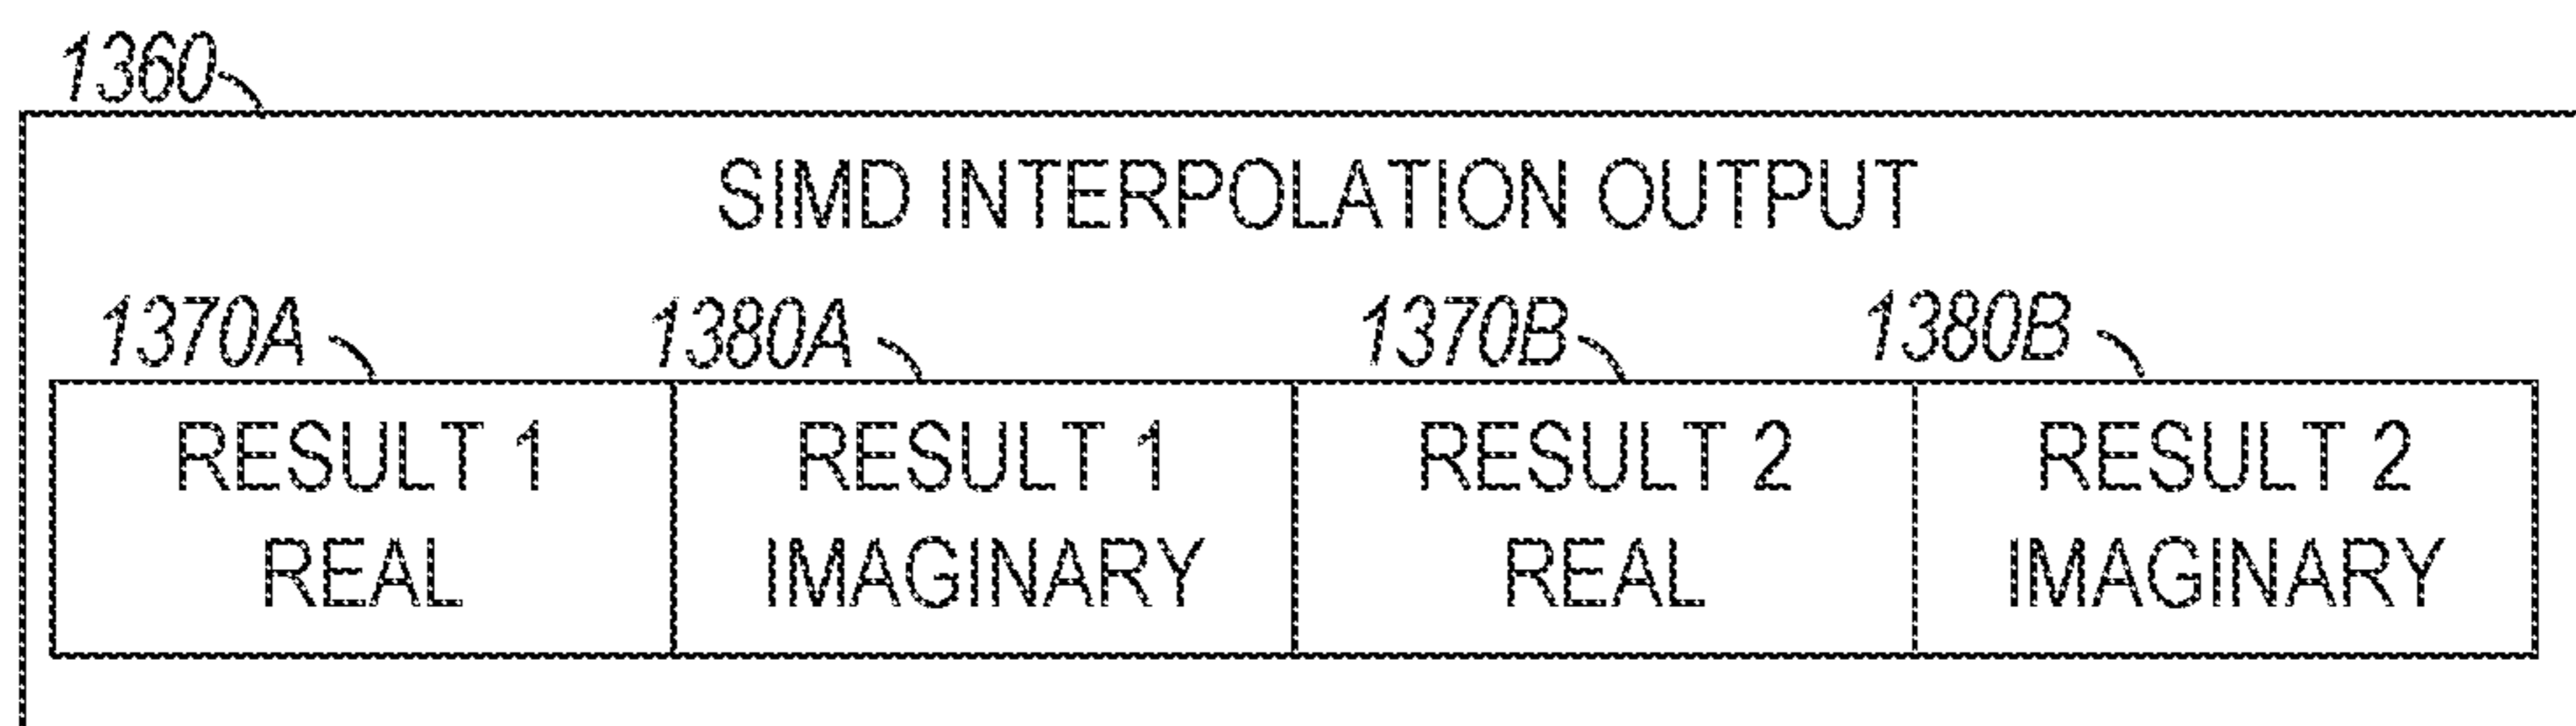 1360
SIMD INTERPOLATION OUTPUT
1370A 1380A 1370B 1380B
RESULT 1 RESULT 1 RESULT 2 RESULT 2
REAL IMAGINARY REAL IMAGINARY